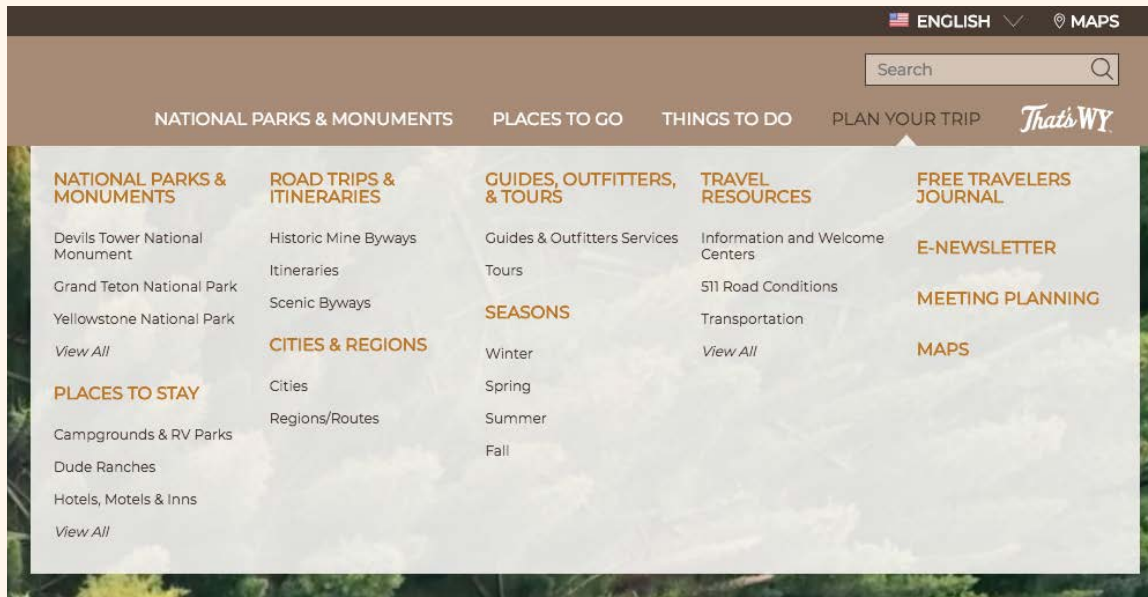 ENGLISH
MAPS
Search
NATIONAL PARKS & MONUMENTS
PLACES TO GO
THINGS TO DO
PLAN YOUR TRIP
That's WY
NATIONAL PARKS &
MONUMENTS
Devils Tower National
Monument
Grand Teton National Park
Yellowstone National Park
View All
PLACES TO STAY
Campgrounds & RV Parks
Dude Ranches
Hotels, Motels & Inns
View All
ROAD TRIPS &
ITINERARIES
Historic Mine Byways
Itineraries
Scenic Byways
CITIES & REGIONS
Cities
Regions/Routes
GUIDES, OUTFITTERS,
& TOURS
Guides & Outfitters Services
Tours
SEASONS
Winter
Spring
Summer
Fall
TRAVEL
RESOURCES
Information and Welcome
Centers
511 Road Conditions
Transportation
View All
FREE TRAVELERS
JOURNAL
E-NEWSLETTER
MEETING PLANNING
MAPS